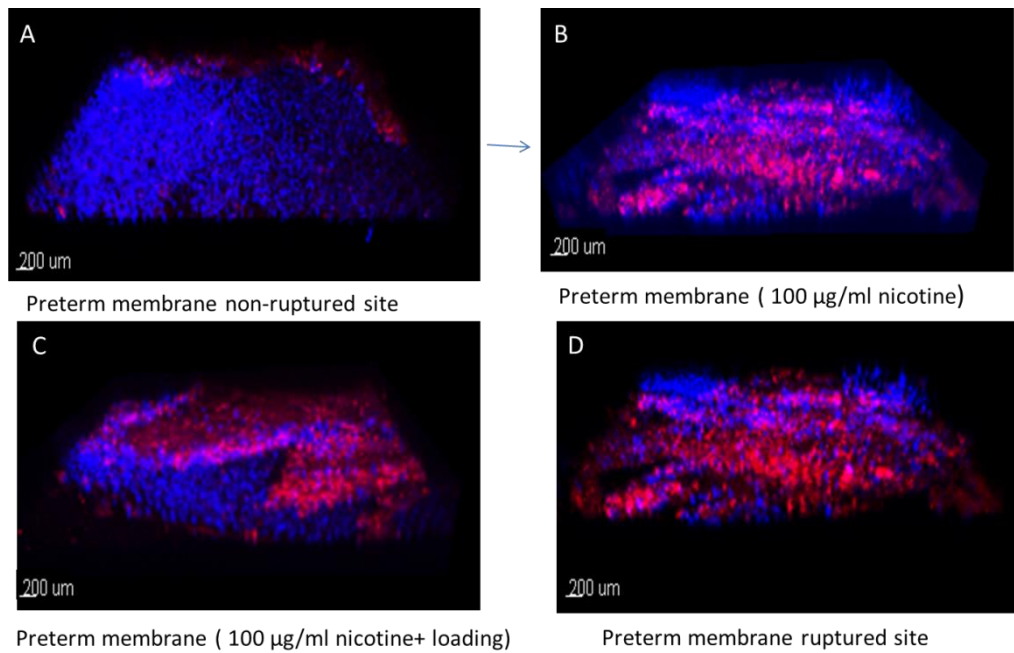 A
200 um
Preterm membrane non-ruptured site
B
200 um
Preterm membrane ( 100 µg/ml nicotine)
C
200 um
Preterm membrane ( 100 µg/ml nicotine+ loading)
D
200 um
Preterm membrane ruptured site